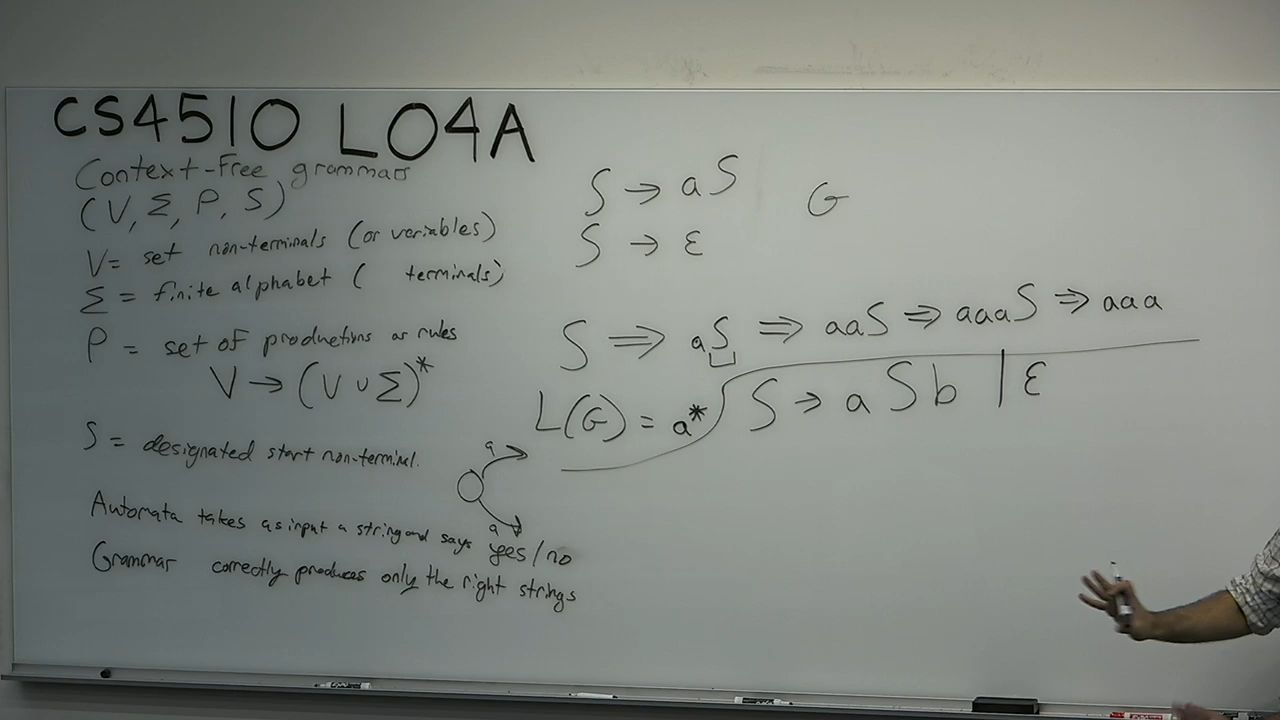 CS4510 L04A
Context-Free grammars
(V, Σ, P, S)
V = set non-terminals (or variables)
Σ = finite alphabet ( terminals)
P = set of productions or rules
V → (V ∪ Σ)*
S = designated start non-terminal.
Automata takes as input a string and says yes/no
Grammar correctly produces only the right strings
a
a
S → aS
S → ε
G
S ⇒ aS ⇒ aaS ⇒ aaaS ⇒ aaa
L(G) = a*
S → aSb | ε